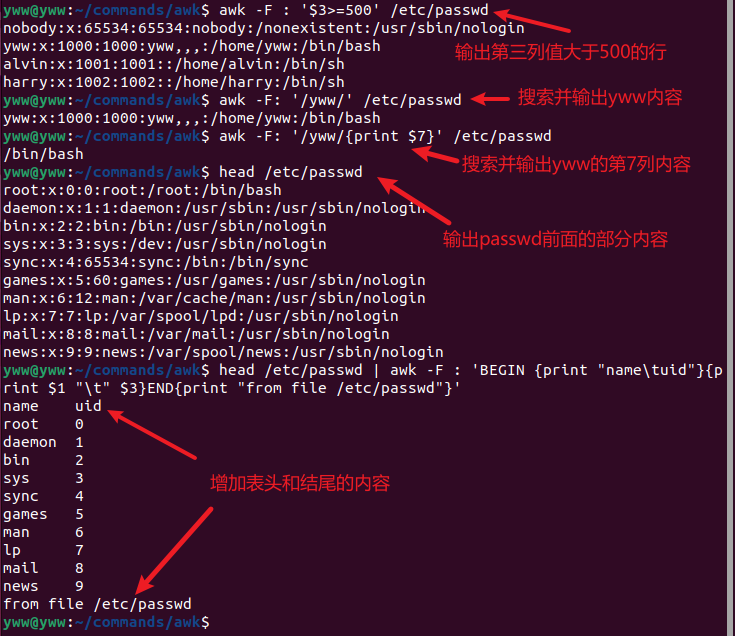 yww@yww:~/commands/awk$ awk -F : '$3>=500' /etc/passwd
nobody:x:65534:65534:nobody:/nonexistent:/usr/sbin/nologin
输出第三列值大于500的行
yww:x:1000:1000:yww,,,:/home/yww:/bin/bash
alvin:x:1001:1001::/home/alvin:/bin/sh
harry:x:1002:1002::/home/harry:/bin/sh
yww@yww:~/commands/awk$ awk -F: '/yww/' /etc/passwd
搜索并输出yww内容
yww:x:1000:1000:yww,,,:/home/yww:/bin/bash
yww@yww:~/commands/awk$ awk -F: '/yww/{print $7}' /etc/passwd
/bin/bash
搜索并输出yww的第7列内容
yww@yww:~/commands/awk$ head /etc/passwd
root:x:0:0:root:/root:/bin/bash
daemon:x:1:1:daemon:/usr/sbin:/usr/sbin/nologin
bin:x:2:2:bin:/bin:/usr/sbin/nologin
sys:x:3:3:sys:/dev:/usr/sbin/nologin
输出passwd前面的部分内容
sync:x:4:65534:sync:/bin:/bin/sync
games:x:5:60:games:/usr/games:/usr/sbin/nologin
man:x:6:12:man:/var/cache/man:/usr/sbin/nologin
lp:x:7:7:lp:/var/spool/lpd:/usr/sbin/nologin
mail:x:8:8:mail:/var/mail:/usr/sbin/nologin
news:x:9:9:news:/var/spool/news:/usr/sbin/nologin
yww@yww:~/commands/awk$ head /etc/passwd | awk -F : 'BEGIN {print "name\tuid"}{p
rint $1 "\t" $3}END{print "from file /etc/passwd"}'
name uid
root 0
daemon 1
bin 2
sys 3
增加表头和结尾的内容
sync 4
games 5
man 6
lp 7
mail 8
news 9
from file /etc/passwd
yww@yww:~/commands/awk$